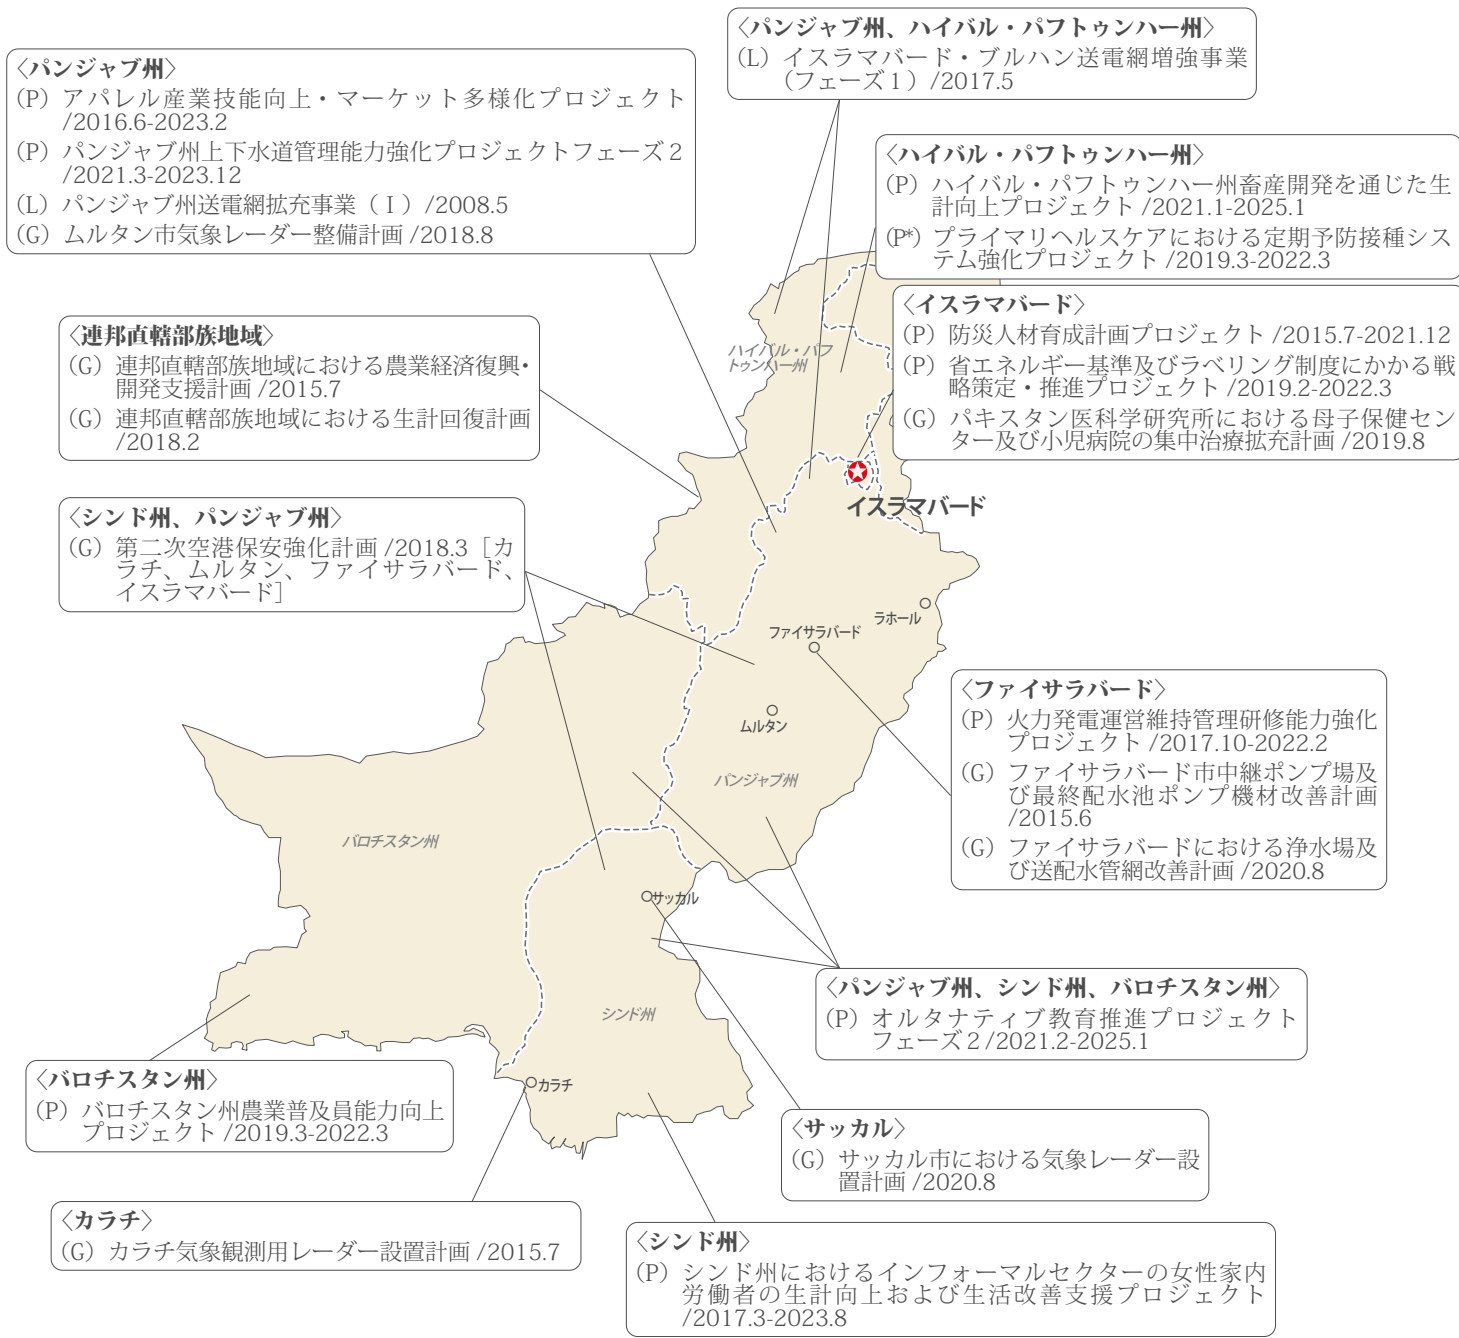 〈パンジャブ州、ハイバル・パフトゥンハー州〉
(L) イスラマバード・ブルハン送電網増強事業
(フェーズ1)/2017.5
〈パンジャブ州〉
(P) アパレル産業技能向上・マーケット多様化プロジェクト
/2016.6-2023.2
(P) パンジャブ州上下水道管理能力強化プロジェクトフェーズ2
/2021.3-2023.12
(L) パンジャブ州送電網拡充事業(Ⅰ)/2008.5
(G) ムルタン市気象レーダー整備計画 /2018.8
〈ハイバル・パフトゥンハー州〉
(P) ハイバル・パフトゥンハー州畜産開発を通じた生
計向上プロジェクト /2021.1-2025.1
(P*) プライマリヘルスケアにおける定期予防接種シス
テム強化プロジェクト /2019.3-2022.3
〈イスラマバード〉
(P) 防災人材育成計画プロジェクト /2015.7-2021.12
(P) 省エネルギー基準及びラベリング制度にかかる戦
略策定・推進プロジェクト /2019.2-2022.3
(G) パキスタン医科学研究所における母子保健セン
ター及び小児病院の集中治療拡充計画 /2019.8
〈連邦直轄部族地域〉
(G) 連邦直轄部族地域における農業経済復興・
開発支援計画 /2015.7
(G) 連邦直轄部族地域における生計回復計画
/2018.2
ハイバル・パフ
トゥンハー州
イスラマバード
〈シンド州、パンジャブ州〉
(G) 第二次空港保安強化計画 /2018.3[カ
ラチ、ムルタン、ファイサラバード、
イスラマバード]
ラホール
ファイサラバード
ムルタン
パンジャブ州
〈ファイサラバード〉
(P) 火力発電運営維持管理研修能力強化
プロジェクト /2017.10-2022.2
(G) ファイサラバード市中継ポンプ場及
び最終配水池ポンプ機材改善計画
/2015.6
(G) ファイサラバードにおける浄水場及
び送配水管網改善計画 /2020.8
バロチスタン州
サッカル
シンド州
〈パンジャブ州、シンド州、バロチスタン州〉
(P) オルタナティブ教育推進プロジェクト
フェーズ2/2021.2-2025.1
〈バロチスタン州〉
(P) バロチスタン州農業普及員能力向上
プロジェクト /2019.3-2022.3
カラチ
〈サッカル〉
(G) サッカル市における気象レーダー設
置計画 /2020.8
〈カラチ〉
(G) カラチ気象観測用レーダー設置計画 /2015.7
〈シンド州〉
(P) シンド州におけるインフォーマルセクターの女性家内
労働者の生計向上および生活改善支援プロジェクト
/2017.3-2023.8